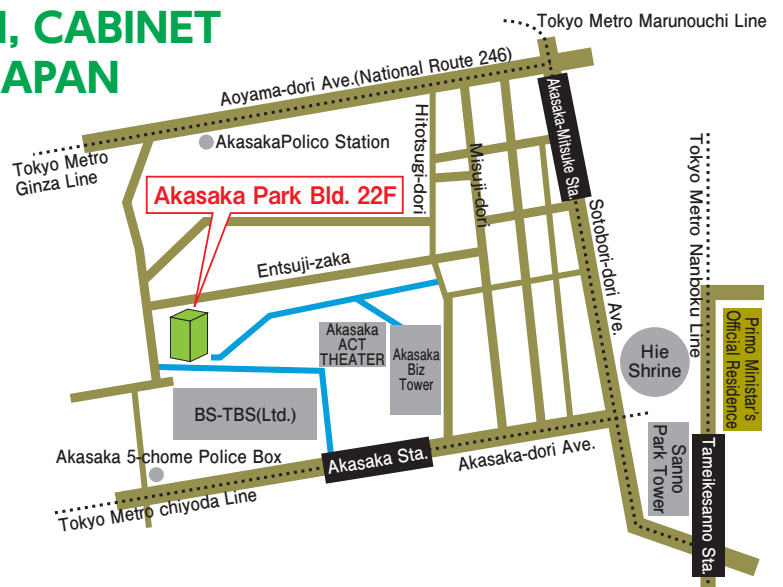 , CABINET
APAN
Tokyo Metro Marunouchi Line
Aoyama-dori Ave.(National Route 246)
Akasaka-Mitsuke Sta.
Hitotsugi-dori
Misuji-dori
AkasakaPolico Station
Tokyo Metro
Ginza Line
Tokyo Metro Nanboku Line
Akasaka Park Bld. 22F
Sotobori-dori Ave.
Entsuji-zaka
Akasaka
ACT
THEATER
Akasaka
Biz
Tower
Hie
Shrine
Primo Ministar's
Official Residence
BS-TBS(Ltd.)
Sanno
Park Tower
Tameikesanno Sta.
Akasaka 5-chome Police Box
Akasaka Sta.
Akasaka-dori Ave.
Tokyo Metro chiyoda Line